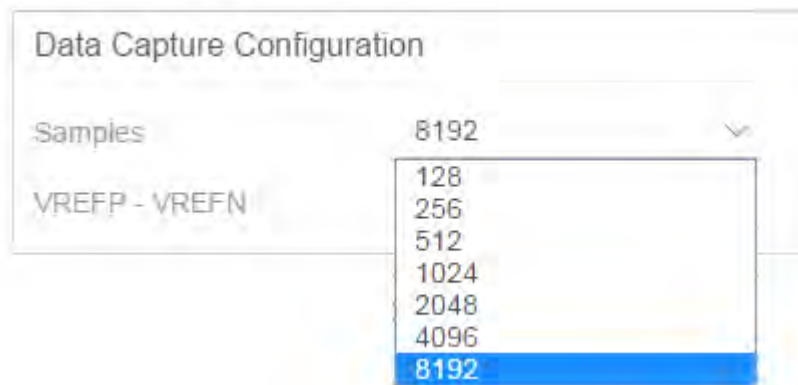 Data Capture Configuration
Samples 8192
VREFP - VREFN
128
256
512
1024
2048
4096
8192